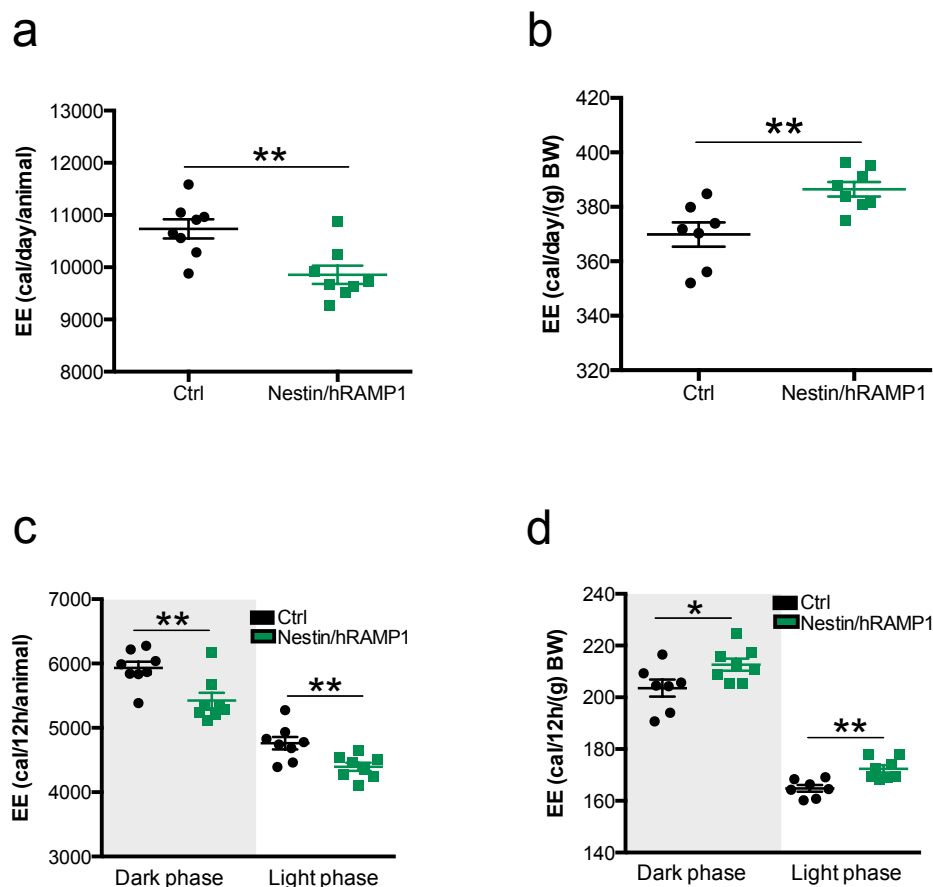 a
EE (cal/day/animal)
13000
12000
11000
10000
9000
8000
**
Ctrl
Nestin/hRAMP1
b
EE (cal/day/(g) BW)
420
400
380
360
340
320
**
Ctrl
Nestin/hRAMP1
c
EE (cal/12h/animal)
7000
6000
5000
4000
3000
**
**
Ctrl
Nestin/hRAMP1
Dark phase
Light phase
d
EE (cal/12h/(g) BW)
240
220
200
180
160
140
*
**
Ctrl
Nestin/hRAMP1
Dark phase
Light phase